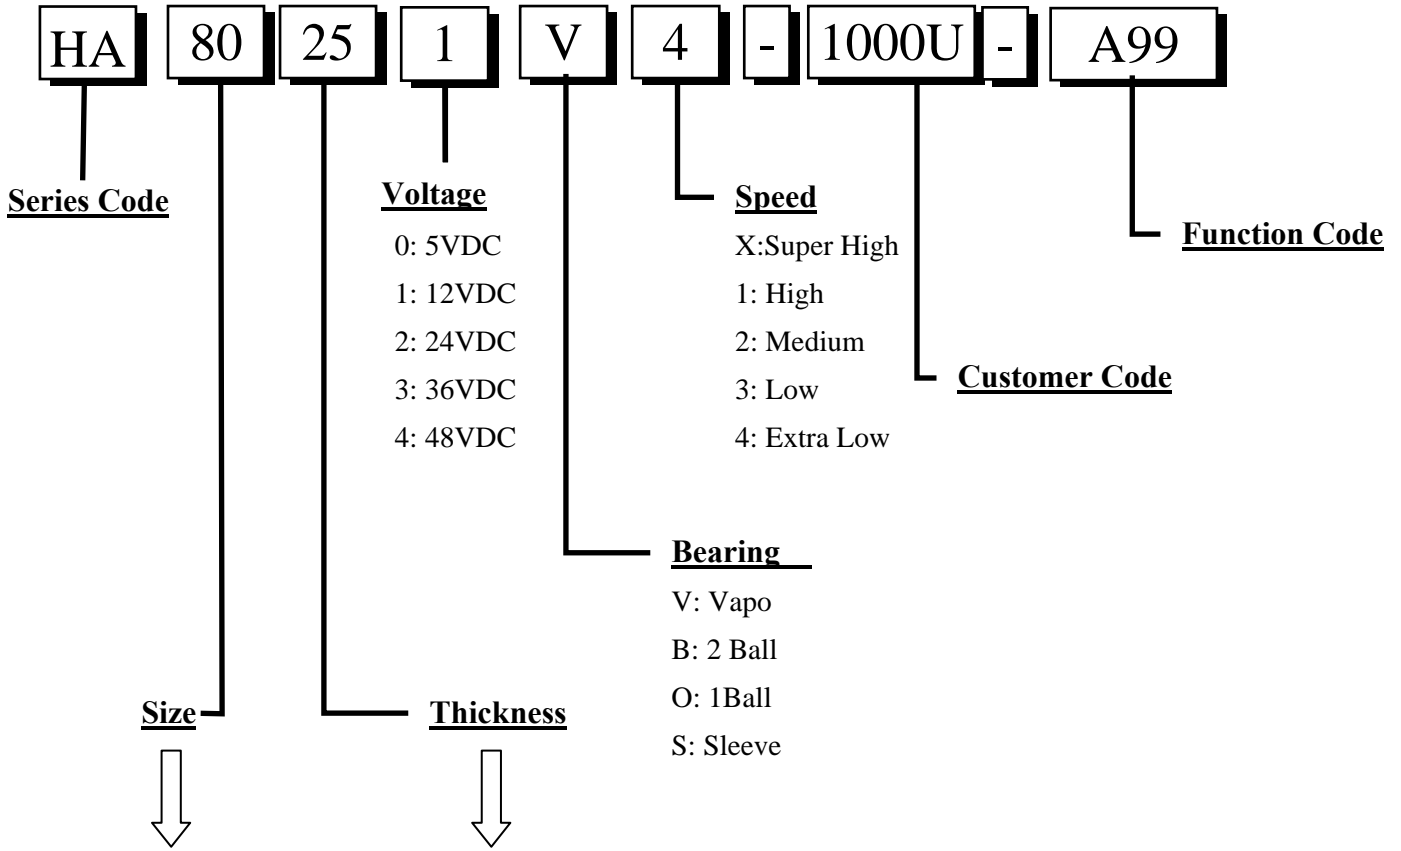 HA 80 25 1 V 4 - 1000U - A99
Series Code
Voltage
0: 5VDC
1: 12VDC
2: 24VDC
3: 36VDC
4: 48VDC
Speed
X:Super High
1: High
2: Medium
3: Low
4: Extra Low
Function Code
Customer Code
Bearing
V: Vapo
B: 2 Ball
O: 1Ball
S: Sleeve
Size
Thickness